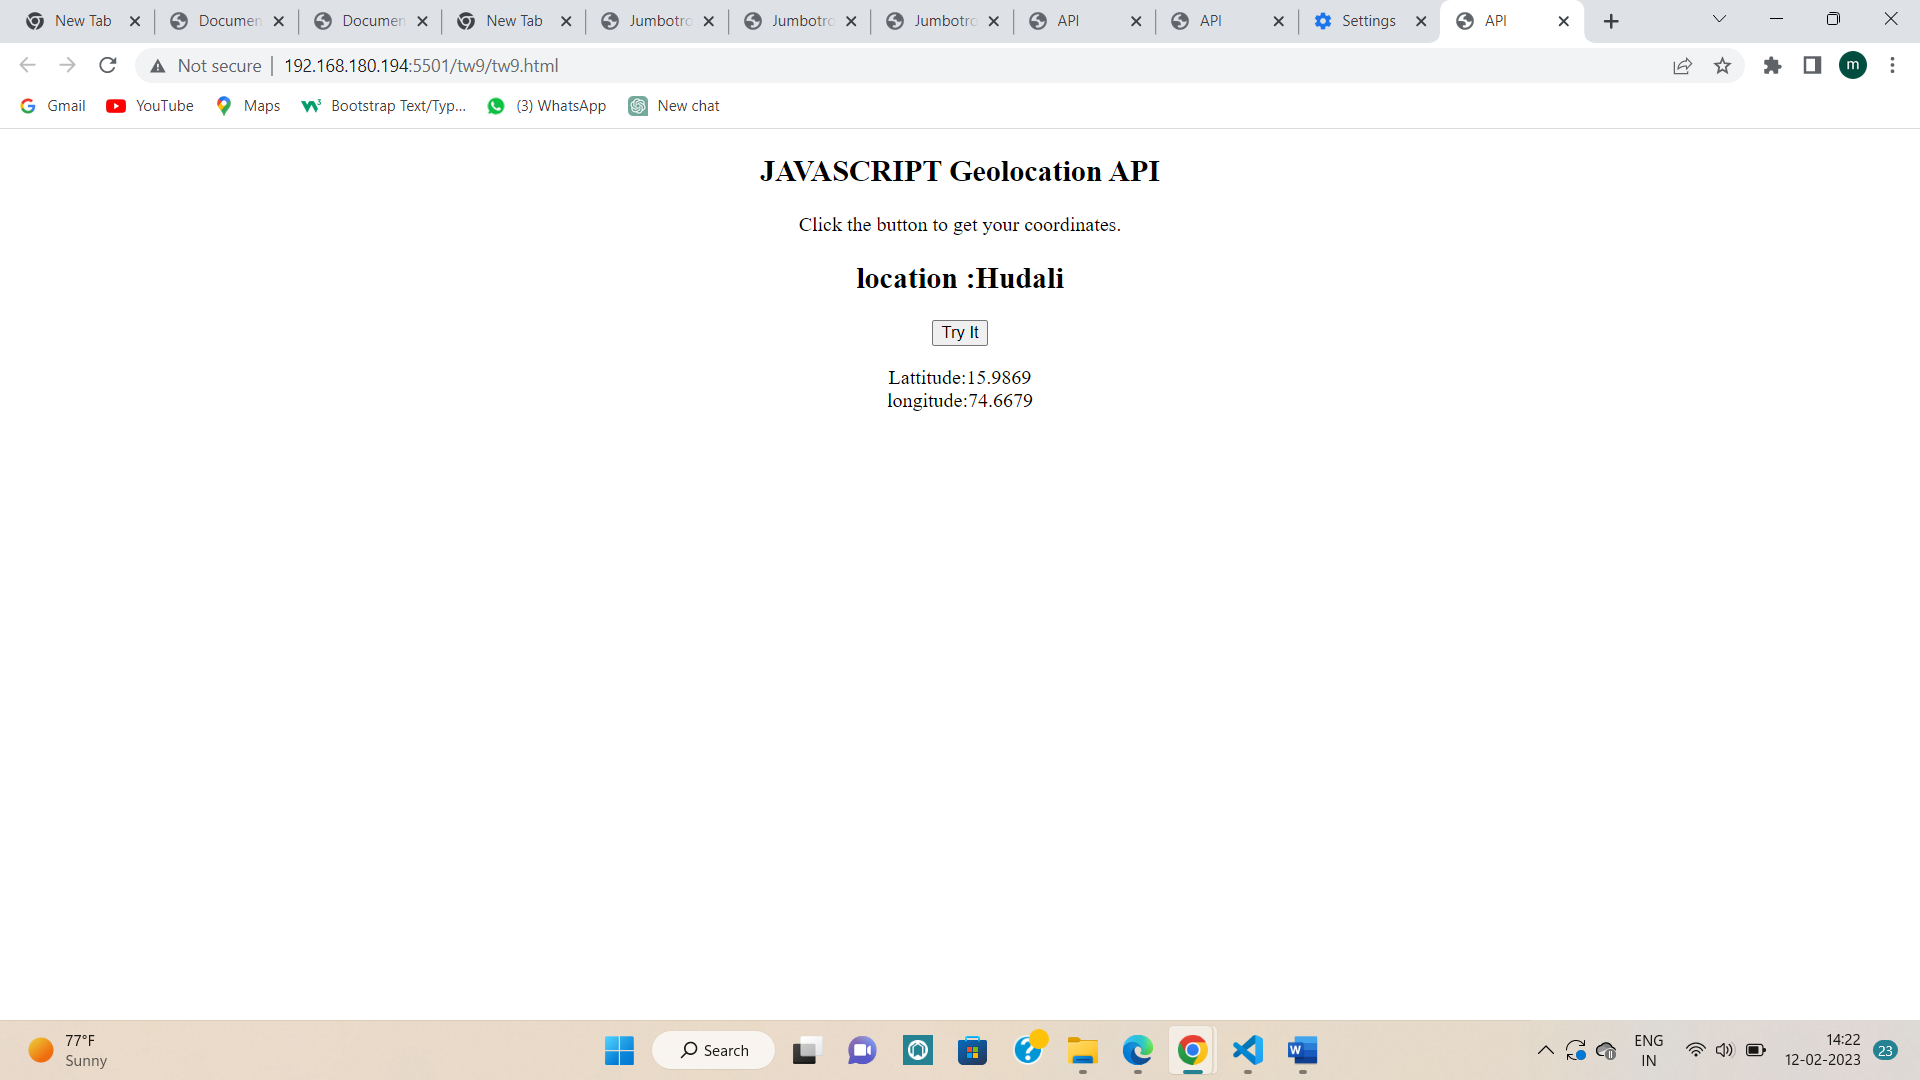 New Tab
Documen
Documen
New Tab
Jumbotro
Jumbotro
Jumbotro
API
API
Settings
API
Not secure
192.168.180.194:5501/tw9/tw9.html
m
Gmail
YouTube
Maps
Bootstrap Text/Typ...
(3) WhatsApp
New chat
JAVASCRIPT Geolocation API
Click the button to get your coordinates.
location :Hudali
Try It
Lattitude:15.9869
longitude:74.6679
77°F
Sunny
Search
ENG
IN
14:22
12-02-2023
23